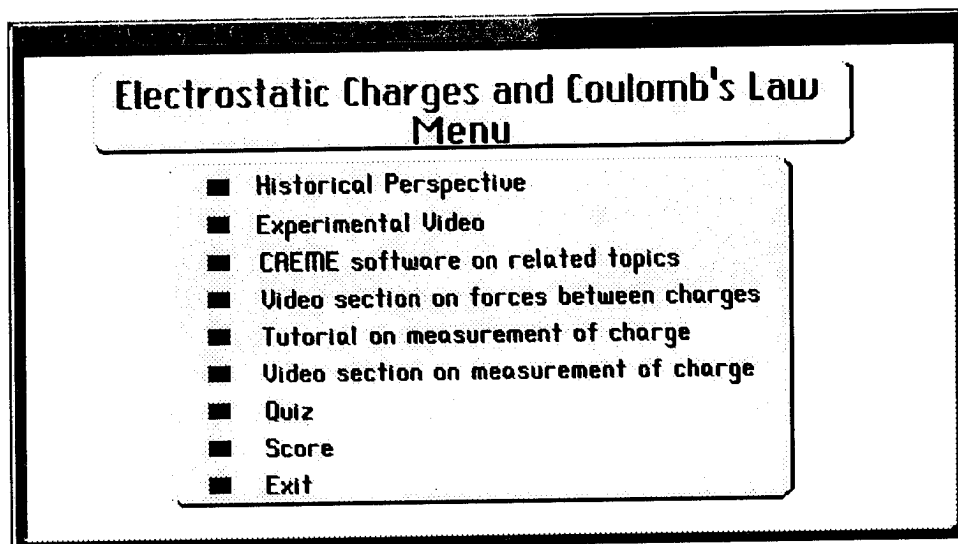 Electrostatic Charges and Coulomb's Law
Menu
Historical Perspective
Experimental Video
CAEME software on related topics
Video section on forces between charges
Tutorial on measurement of charge
Video section on measurement of charge
Quiz
Score
Exit